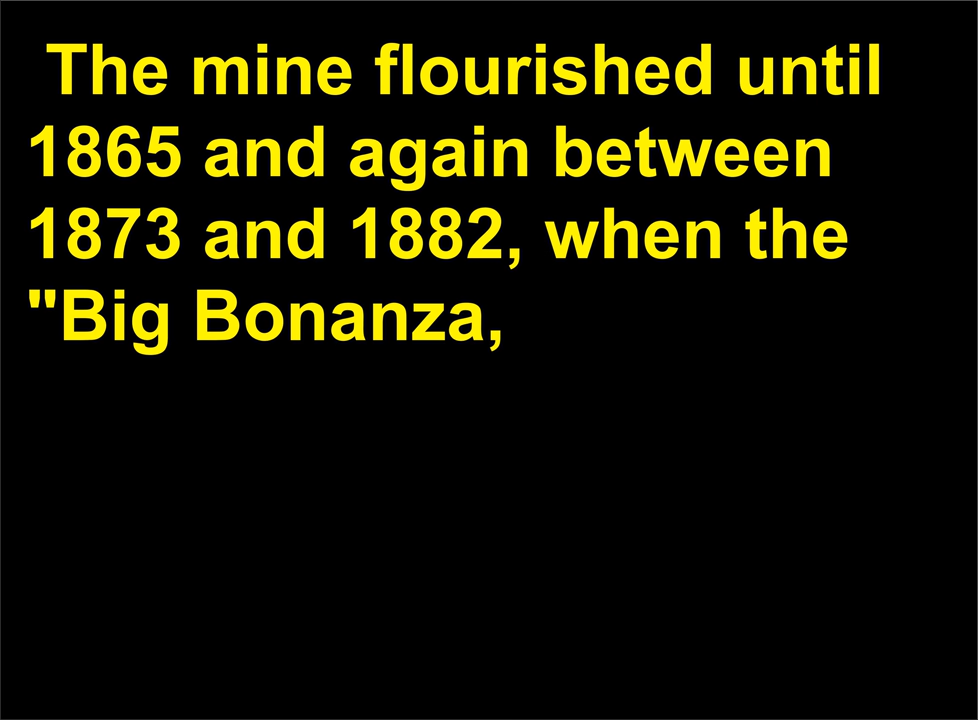 The mine flourished until
1865 and again between
1873 and 1882, when the
"Big Bonanza,